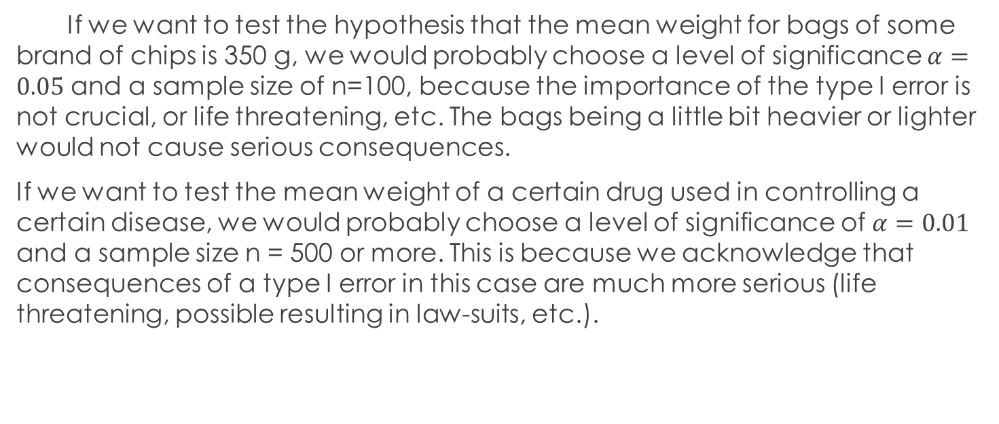 If we want to test the hypothesis that the mean weight for bags of some
brand of chips is 350 g, we would probably choose a level of significance α =
0.05 and a sample size of n=100, because the importance of the type I error is
not crucial, or life threatening, etc. The bags being a little bit heavier or lighter
would not cause serious consequences.
If we want to test the mean weight of a certain drug used in controlling a
certain disease, we would probably choose a level of significance of α = 0.01
and a sample size n = 500 or more. This is because we acknowledge that
consequences of a type I error in this case are much more serious (life
threatening, possible resulting in law-suits, etc.).